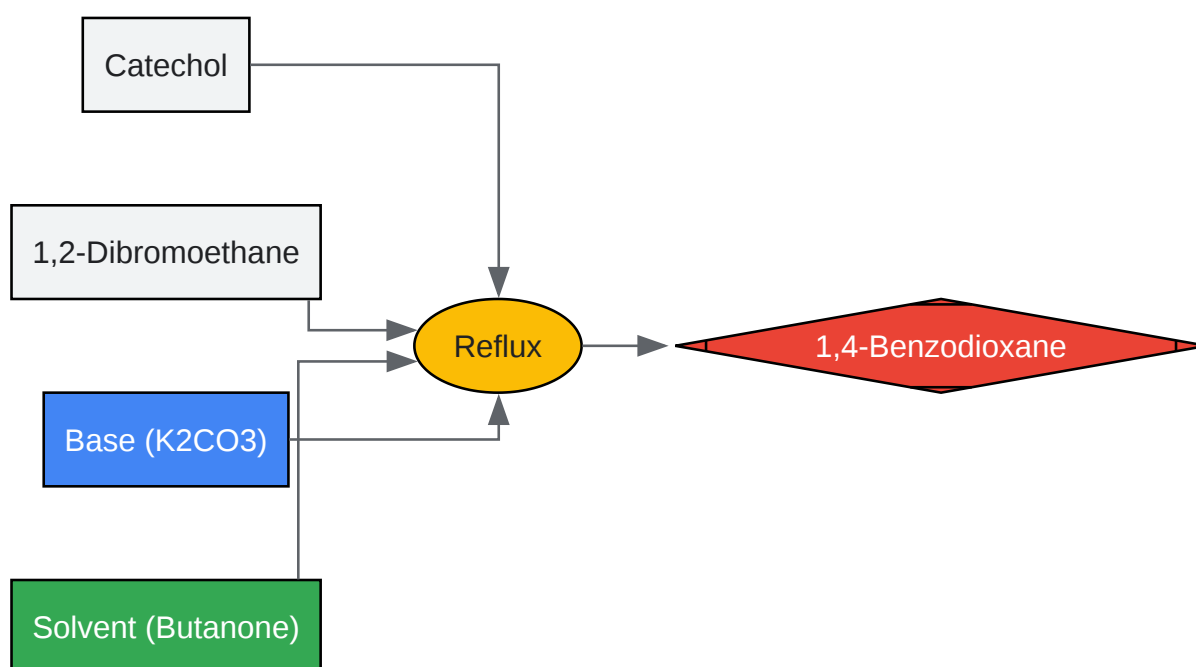 Catechol
1,2-Dibromoethane
Base (K2CO3)
Solvent (Butanone)
Reflux
1,4-Benzodioxane